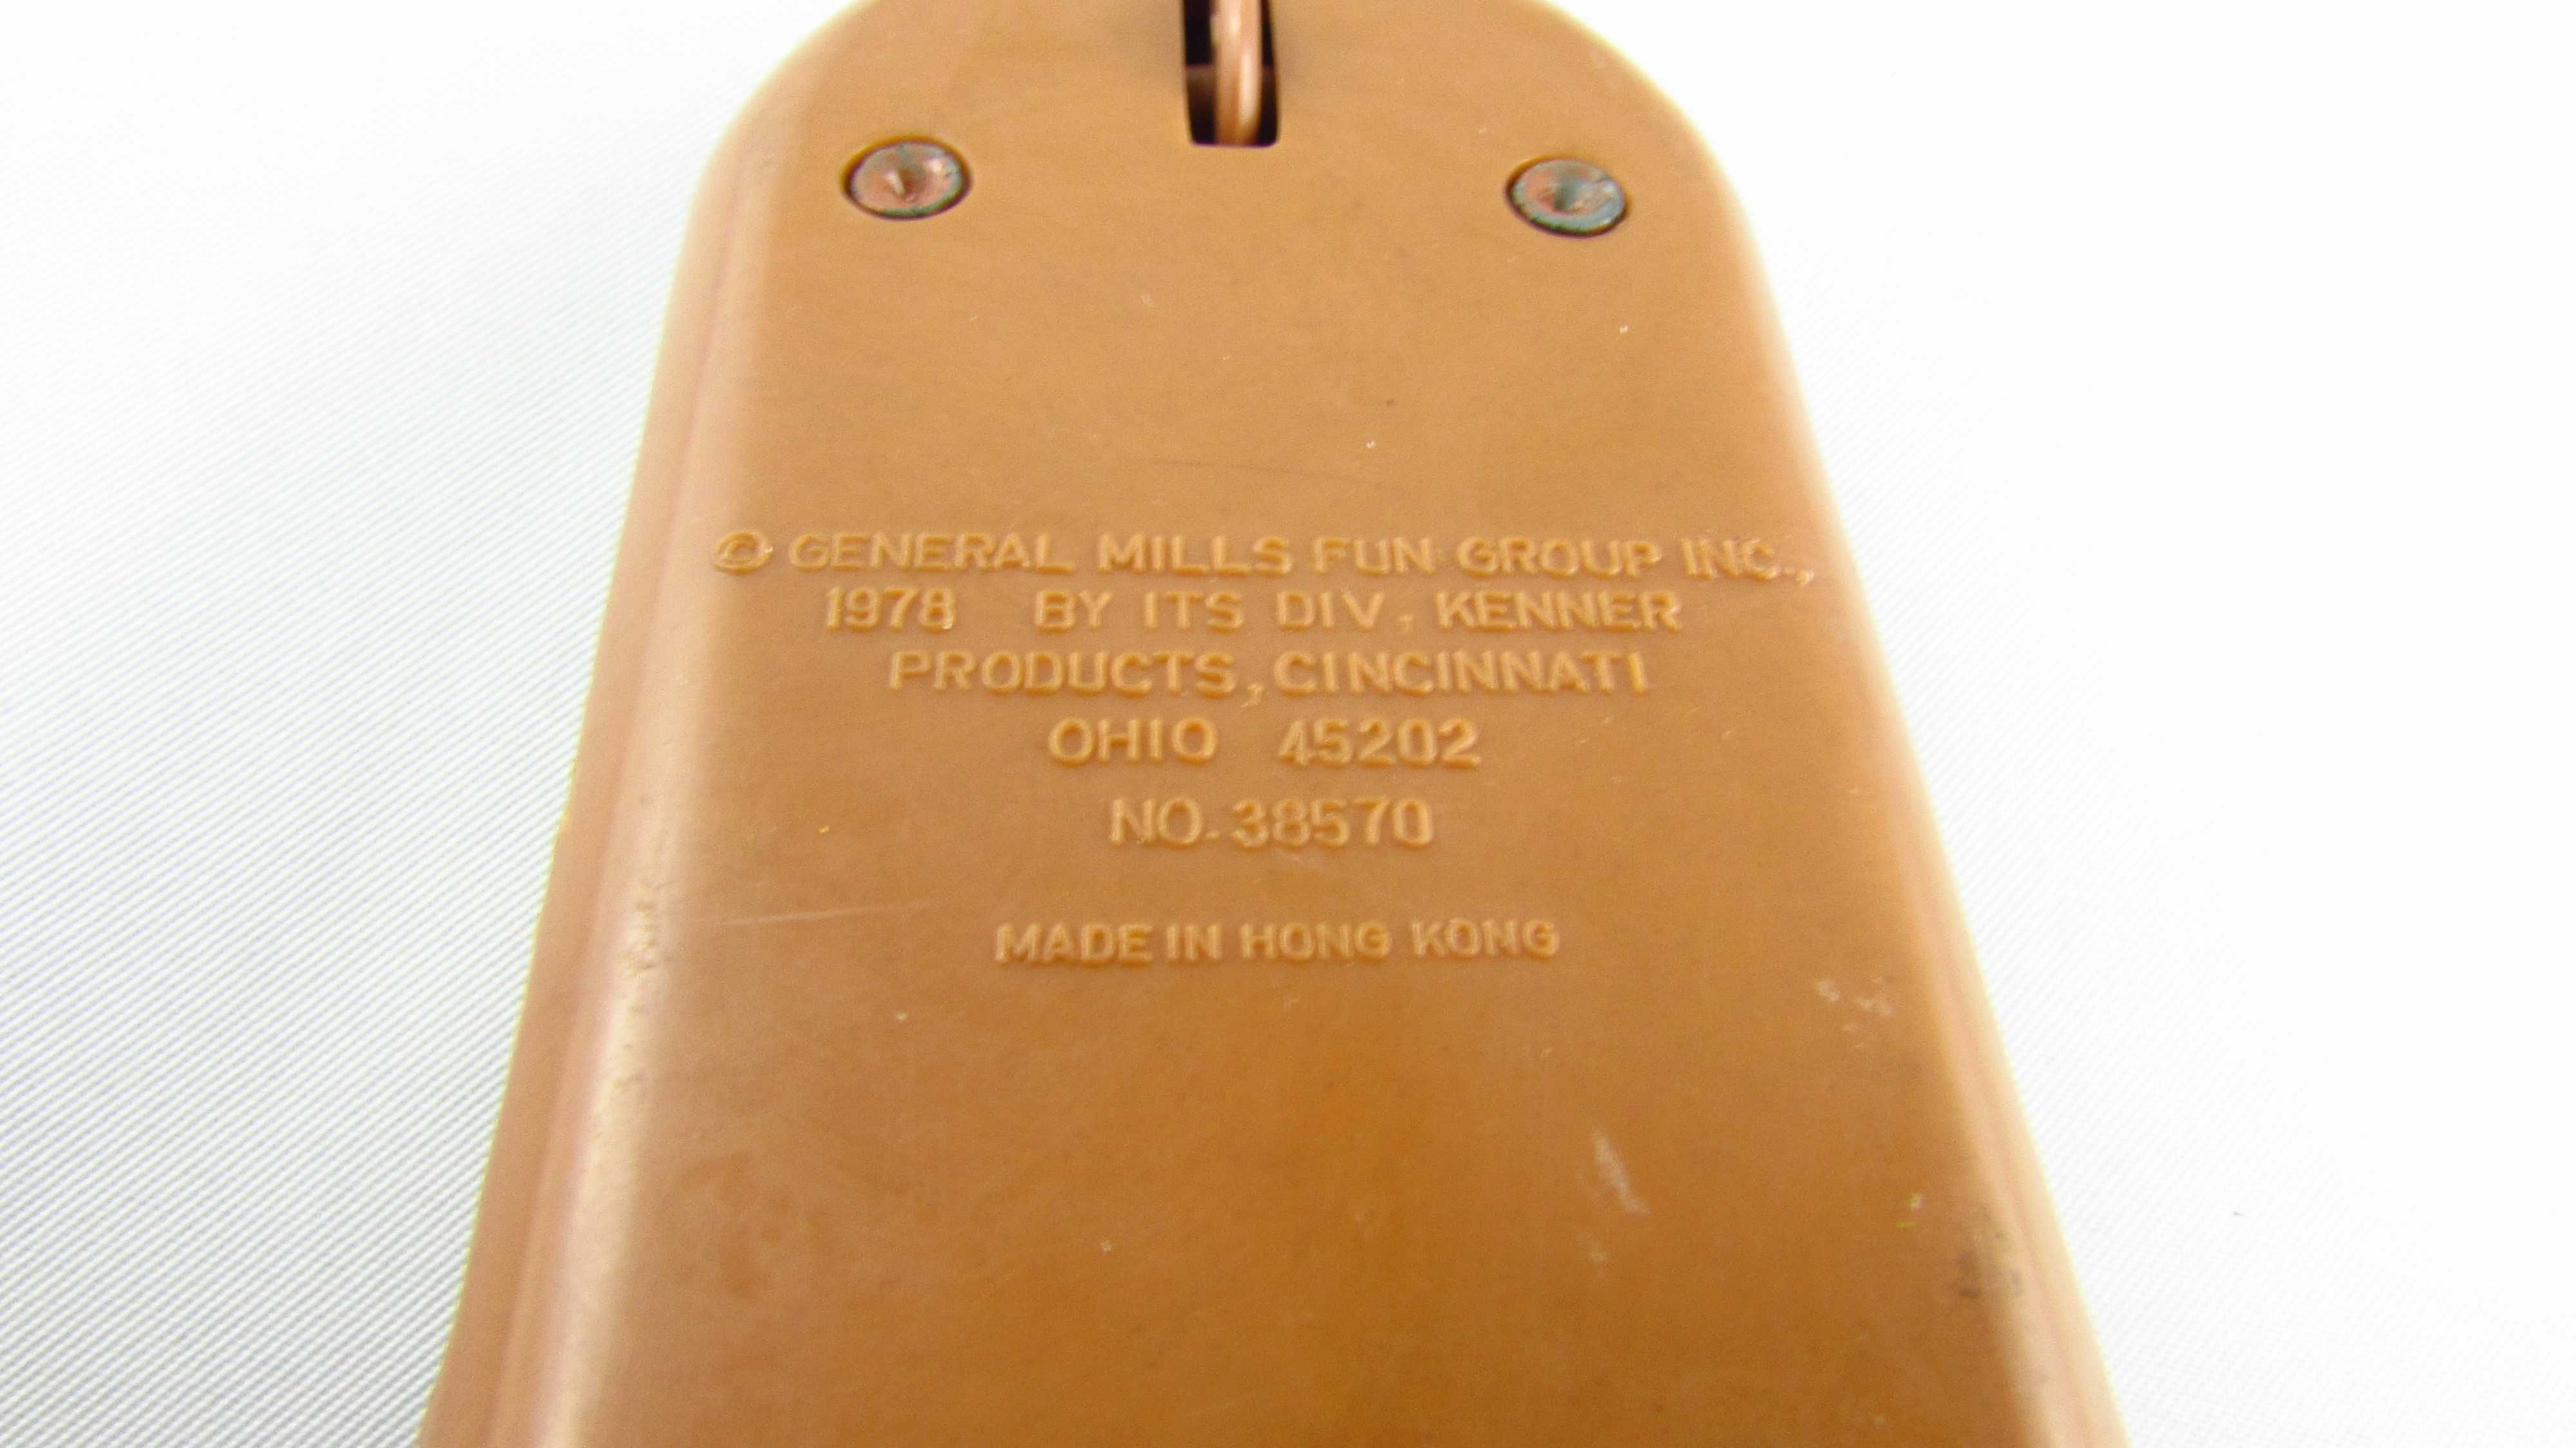 © GENERAL MILLS FUN GROUP INC.,
1978 BY ITS DIV, KENNER
PRODUCTS, CINCINNATI
OHIO 45202
NO. 38570
MADE IN HONG KONG